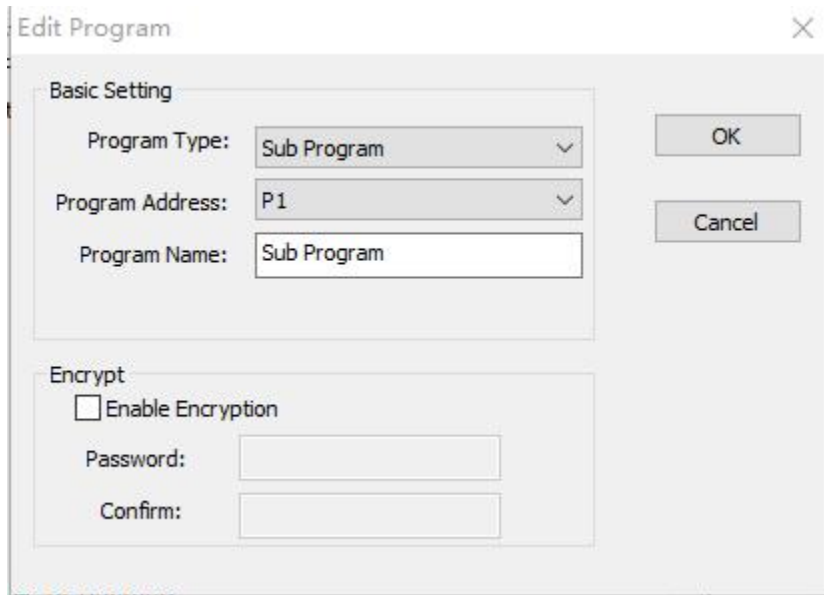 Edit Program
Basic Setting
Program Type: Sub Program
OK
Program Address: P1
Cancel
Program Name: Sub Program
Encrypt
Enable Encryption
Password:
Confirm: